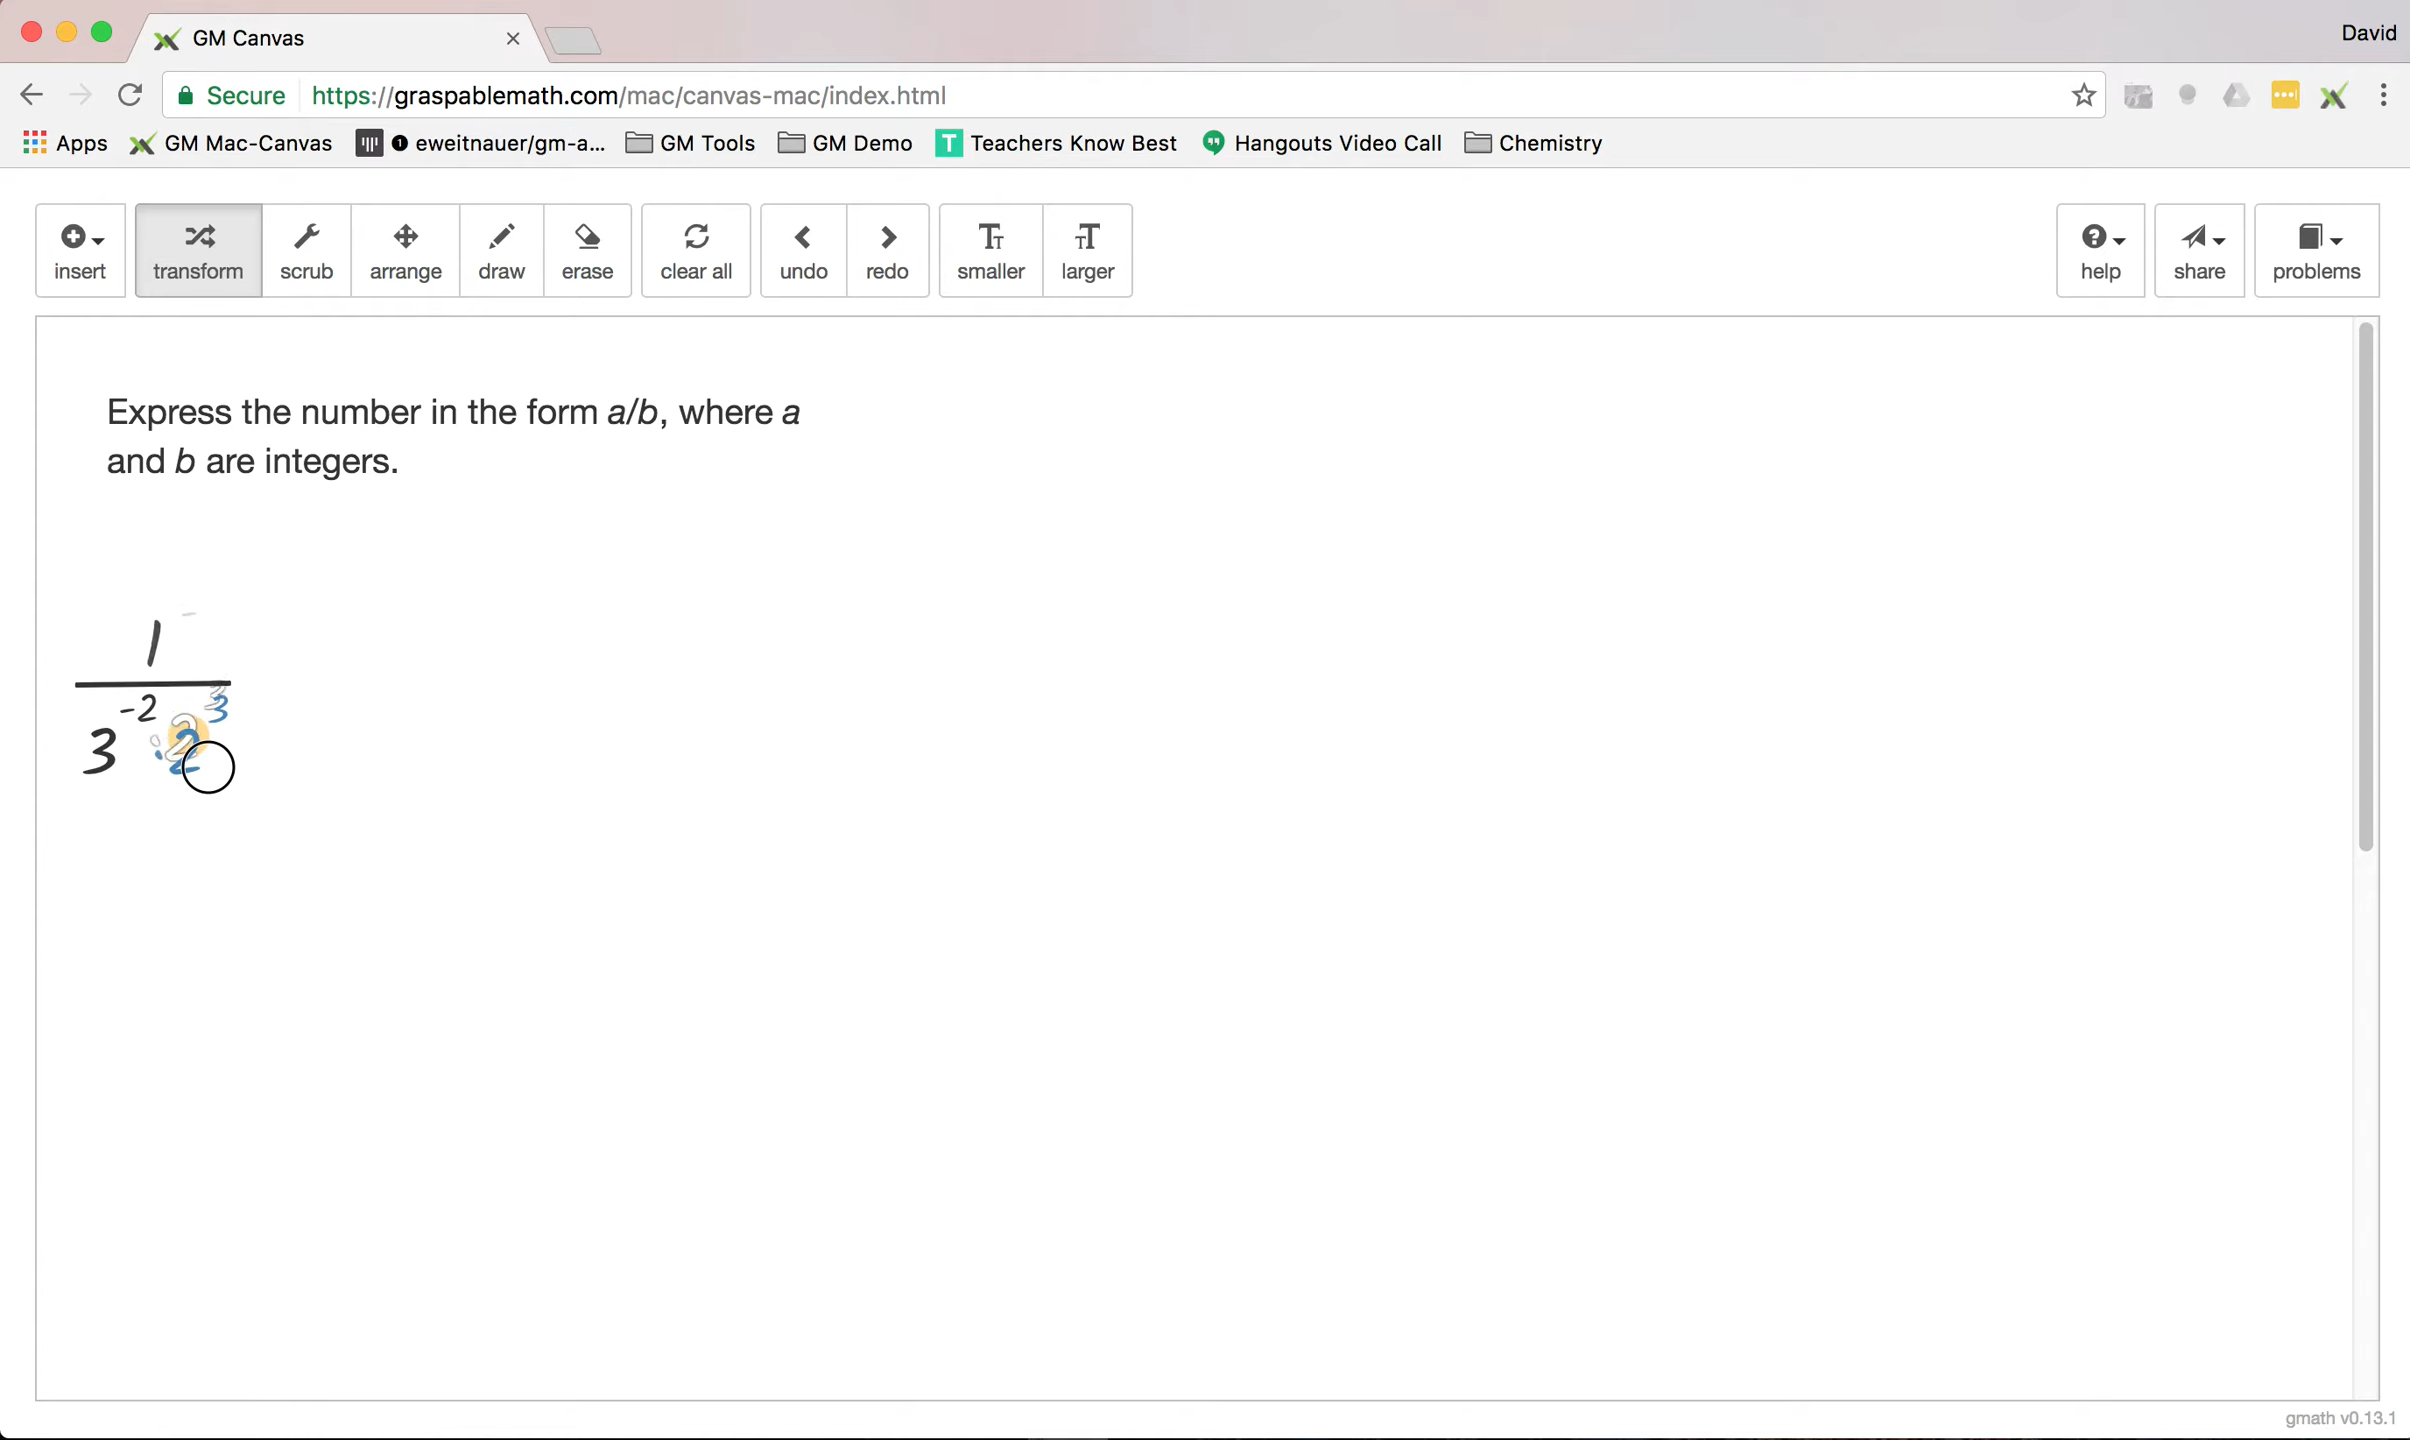 GM Canvas
David
Secure https://graspablemath.com/mac/canvas-mac/index.html
Apps GM Mac-Canvas eweitnauer/gm-a... GM Tools GM Demo Teachers Know Best Hangouts Video Call Chemistry
insert transform scrub arrange draw erase clear all undo redo smaller larger help share problems
Express the number in the form a/b, where a
and b are integers.
1
3^-2 · 2^3
gmath v0.13.1